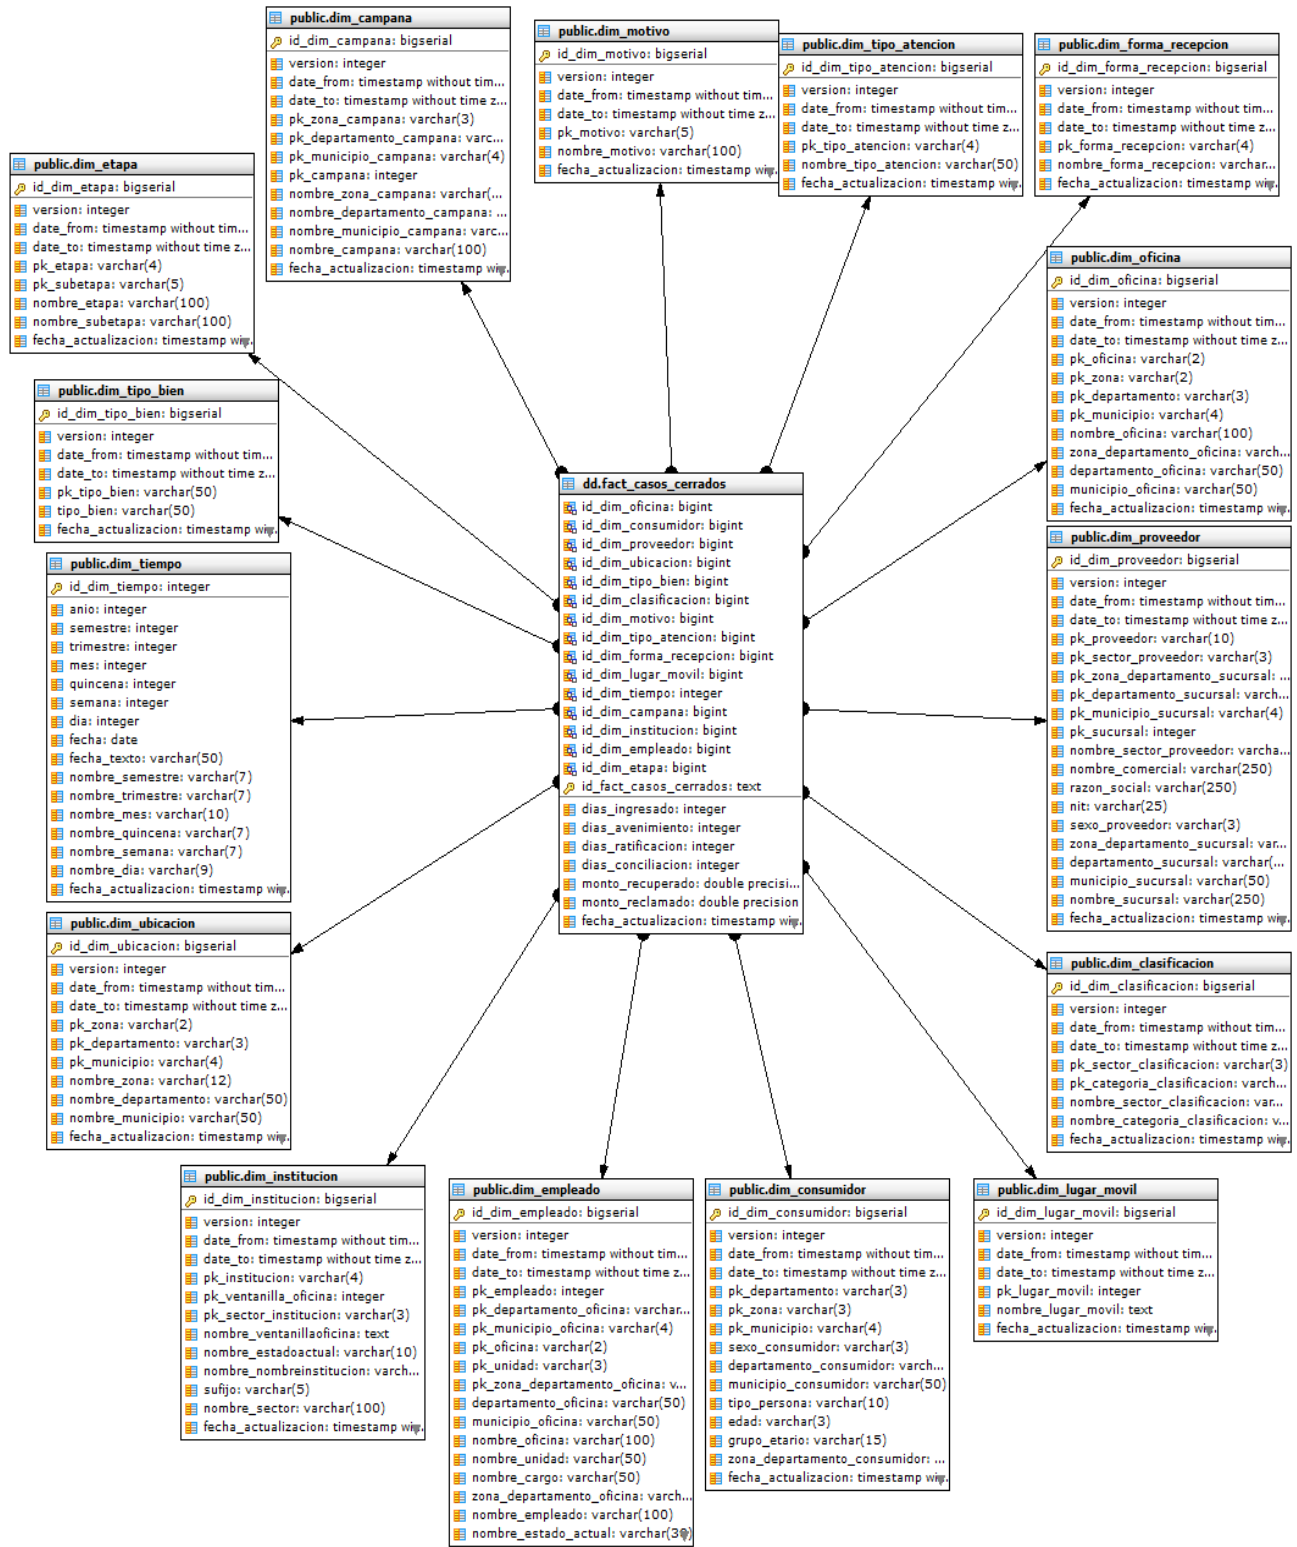 public.dim_campana
id_dim_campana: bigserial
version: integer
date_from: timestamp without tim...
date_to: timestamp without time z...
pk_zona_campana: varchar(3)
pk_departamento_campana: varc...
pk_municipio_campana: varchar(4)
pk_campana: integer
nombre_zona_campana: varchar(...
nombre_departamento_campana: ...
nombre_municipio_campana: varc...
nombre_campana: varchar(100)
fecha_actualizacion: timestamp wi...
public.dim_motivo
id_dim_motivo: bigserial
version: integer
date_from: timestamp without tim...
date_to: timestamp without time z...
pk_motivo: varchar(5)
nombre_motivo: varchar(100)
fecha_actualizacion: timestamp wi...
public.dim_tipo_atencion
id_dim_tipo_atencion: bigserial
version: integer
date_from: timestamp without tim...
date_to: timestamp without time z...
pk_tipo_atencion: varchar(4)
nombre_tipo_atencion: varchar(50)
fecha_actualizacion: timestamp wi...
public.dim_forma_recepcion
id_dim_forma_recepcion: bigserial
version: integer
date_from: timestamp without tim...
date_to: timestamp without time z...
pk_forma_recepcion: varchar(4)
nombre_forma_recepcion: varchar...
fecha_actualizacion: timestamp wi...
public.dim_etapa
id_dim_etapa: bigserial
version: integer
date_from: timestamp without tim...
date_to: timestamp without time z...
pk_etapa: varchar(4)
pk_subetapa: varchar(5)
nombre_etapa: varchar(100)
nombre_subetapa: varchar(100)
fecha_actualizacion: timestamp wi...
public.dim_oficina
id_dim_oficina: bigserial
version: integer
date_from: timestamp without tim...
date_to: timestamp without time z...
pk_oficina: varchar(2)
pk_zona: varchar(2)
pk_departamento: varchar(3)
pk_municipio: varchar(4)
nombre_oficina: varchar(100)
zona_departamento_oficina: varch...
departamento_oficina: varchar(50)
municipio_oficina: varchar(50)
fecha_actualizacion: timestamp wi...
public.dim_tipo_bien
id_dim_tipo_bien: bigserial
version: integer
date_from: timestamp without tim...
date_to: timestamp without time z...
pk_tipo_bien: varchar(50)
tipo_bien: varchar(50)
fecha_actualizacion: timestamp wi...
dd.fact_casos_cerrados
id_dim_oficina: bigint
id_dim_consumidor: bigint
id_dim_proveedor: bigint
id_dim_ubicacion: bigint
id_dim_tipo_bien: bigint
id_dim_clasificacion: bigint
id_dim_motivo: bigint
id_dim_tipo_atencion: bigint
id_dim_forma_recepcion: bigint
id_dim_lugar_movil: bigint
id_dim_tiempo: integer
id_dim_campana: bigint
id_dim_institucion: bigint
id_dim_empleado: bigint
id_dim_etapa: bigint
id_fact_casos_cerrados: text
dias_ingresado: integer
dias_avenimiento: integer
dias_ratificacion: integer
dias_conciliacion: integer
monto_recuperado: double precisi...
monto_reclamado: double precision
fecha_actualizacion: timestamp wi...
public.dim_proveedor
id_dim_proveedor: bigserial
version: integer
date_from: timestamp without tim...
date_to: timestamp without time z...
pk_proveedor: varchar(10)
pk_sector_proveedor: varchar(3)
pk_zona_departamento_sucursal: ...
pk_departamento_sucursal: varch...
pk_municipio_sucursal: varchar(4)
pk_sucursal: integer
nombre_sector_proveedor: varcha...
nombre_comercial: varchar(250)
razon_social: varchar(250)
nit: varchar(25)
sexo_proveedor: varchar(3)
zona_departamento_sucursal: var...
departamento_sucursal: varchar(...
municipio_sucursal: varchar(50)
nombre_sucursal: varchar(250)
fecha_actualizacion: timestamp wi...
public.dim_tiempo
id_dim_tiempo: integer
anio: integer
semestre: integer
trimestre: integer
mes: integer
quincena: integer
semana: integer
dia: integer
fecha: date
fecha_texto: varchar(50)
nombre_semestre: varchar(7)
nombre_trimestre: varchar(7)
nombre_mes: varchar(10)
nombre_quincena: varchar(7)
nombre_semana: varchar(7)
nombre_dia: varchar(9)
fecha_actualizacion: timestamp wi...
public.dim_ubicacion
id_dim_ubicacion: bigserial
version: integer
date_from: timestamp without tim...
date_to: timestamp without time z...
pk_zona: varchar(2)
pk_departamento: varchar(3)
pk_municipio: varchar(4)
nombre_zona: varchar(12)
nombre_departamento: varchar(50)
nombre_municipio: varchar(50)
fecha_actualizacion: timestamp wi...
public.dim_clasificacion
id_dim_clasificacion: bigserial
version: integer
date_from: timestamp without tim...
date_to: timestamp without time z...
pk_sector_clasificacion: varchar(3)
pk_categoria_clasificacion: varch...
nombre_sector_clasificacion: var...
nombre_categoria_clasificacion: v...
fecha_actualizacion: timestamp wi...
public.dim_institucion
id_dim_institucion: bigserial
version: integer
date_from: timestamp without tim...
date_to: timestamp without time z...
pk_institucion: varchar(4)
pk_ventanilla_oficina: integer
pk_sector_institucion: varchar(3)
nombre_ventanillaoficina: text
nombre_estadoactual: varchar(10)
nombre_nombreinstitucion: varch...
sufijo: varchar(5)
nombre_sector: varchar(100)
fecha_actualizacion: timestamp wi...
public.dim_empleado
id_dim_empleado: bigserial
version: integer
date_from: timestamp without tim...
date_to: timestamp without time z...
pk_empleado: integer
pk_departamento_oficina: varchar...
pk_municipio_oficina: varchar(4)
pk_oficina: varchar(2)
pk_unidad: varchar(3)
pk_zona_departamento_oficina: v...
departamento_oficina: varchar(50)
municipio_oficina: varchar(50)
nombre_oficina: varchar(100)
nombre_unidad: varchar(50)
nombre_cargo: varchar(50)
zona_departamento_oficina: varch...
nombre_empleado: varchar(100)
nombre_estado_actual: varchar(30)
public.dim_consumidor
id_dim_consumidor: bigserial
version: integer
date_from: timestamp without tim...
date_to: timestamp without time z...
pk_departamento: varchar(3)
pk_zona: varchar(3)
pk_municipio: varchar(4)
sexo_consumidor: varchar(3)
departamento_consumidor: varch...
municipio_consumidor: varchar(50)
tipo_persona: varchar(10)
edad: varchar(3)
grupo_etario: varchar(15)
zona_departamento_consumidor: ...
fecha_actualizacion: timestamp wi...
public.dim_lugar_movil
id_dim_lugar_movil: bigserial
version: integer
date_from: timestamp without tim...
date_to: timestamp without time z...
pk_lugar_movil: integer
nombre_lugar_movil: text
fecha_actualizacion: timestamp wi...